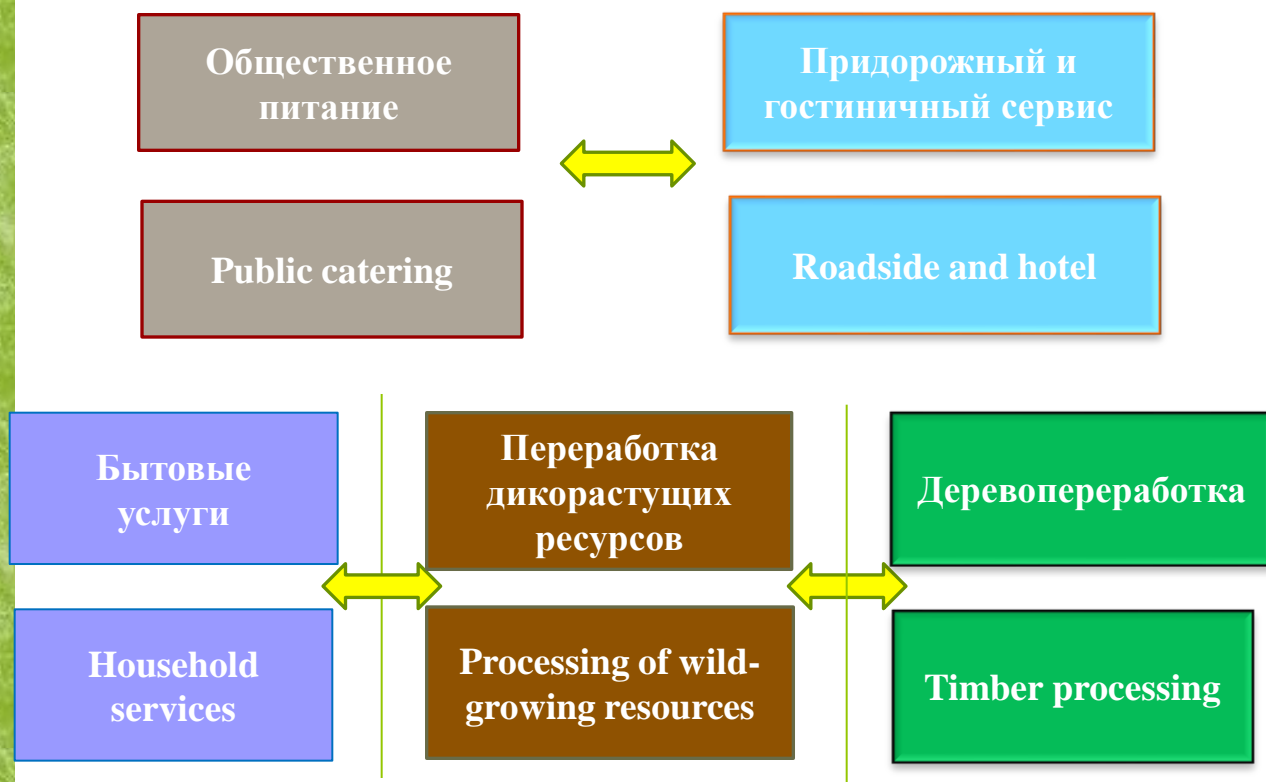 Общественное
питание
Придорожный и
гостиничный сервис
Public catering
Roadside and hotel
Бытовые
услуги
Переработка
дикорастущих
ресурсов
Деревопереработка
Household
services
Processing of wild-
growing resources
Timber processing